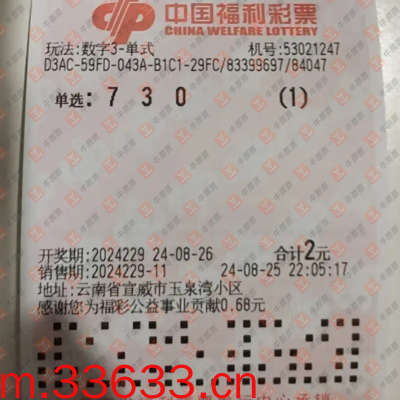 中国福利彩票
CHINA WELFARE LOTTERY
玩法:数字3-单式 机号:53021247
D3AC-59FD-043A-B1C1-29FC/83399697/84047
单选: 7 3 0 (1)
开奖期:2024229 24-08-26 合计2元
销售期:2024229-11 24-08-25 22:05:17
地址:云南省宣威市玉泉湾小区
感谢您为福彩公益事业贡献0.68元
m.33633.cn